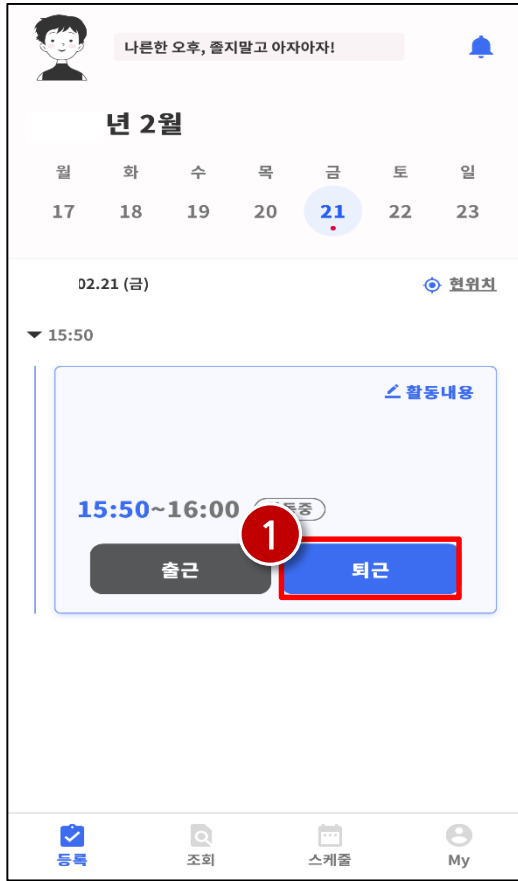 나른한 오후, 졸지말고 아자아자!
년 2월
월 화 수 목 금 토 일
17 18 19 20 21 22 23
02.21 (금) 현위치
15:50
활동내용
15:50~16:00
1
출근 퇴근
등록 조회 스케줄 My